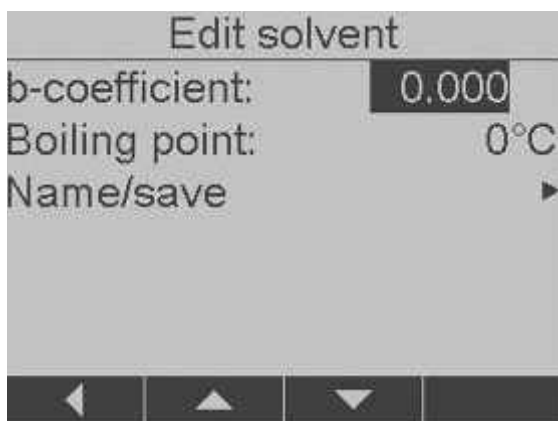 Edit solvent
b-coefficient: 0.000
Boiling point: 0°C
Name/save